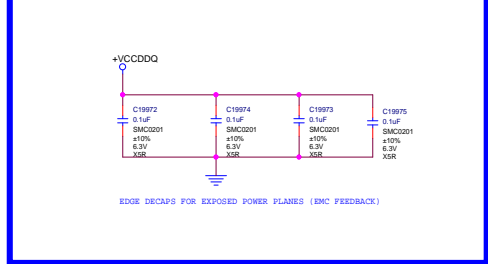 +VCCDDQ
C19972
0.1uF
SMC0201
±10%
6.3V
X5R
C19974
0.1uF
SMC0201
±10%
6.3V
X5R
C19973
0.1uF
SMC0201
±10%
6.3V
X5R
C19975
0.1uF
SMC0201
±10%
6.3V
X5R
EDGE DECAPS FOR EXPOSED POWER PLANES (EMC FEEDBACK)